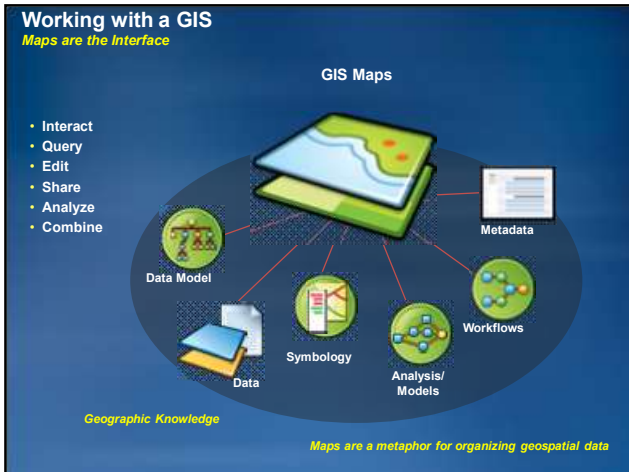 Working with a GIS
Maps are the Interface
GIS Maps
• Interact
• Query
• Edit
• Share
• Analyze
• Combine
Metadata
Data Model
Workflows
Symbology
Data
Analysis/
Models
Geographic Knowledge
Maps are a metaphor for organizing geospatial data